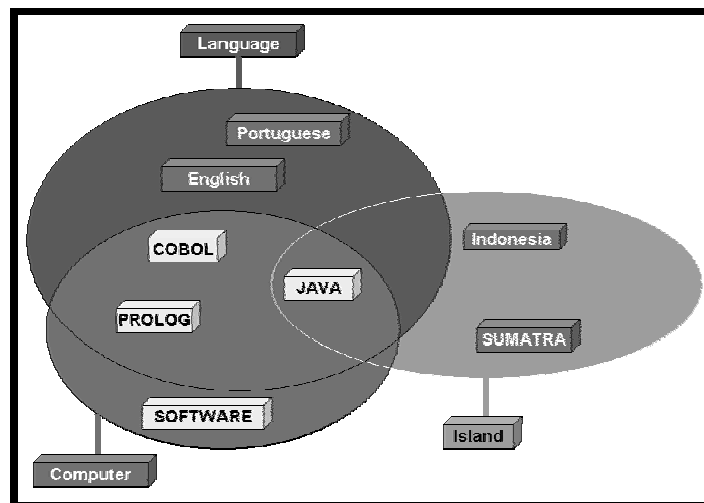 Language
Portuguese
English
COBOL
Indonesia
JAVA
PROLOG
SUMATRA
SOFTWARE
Island
Computer